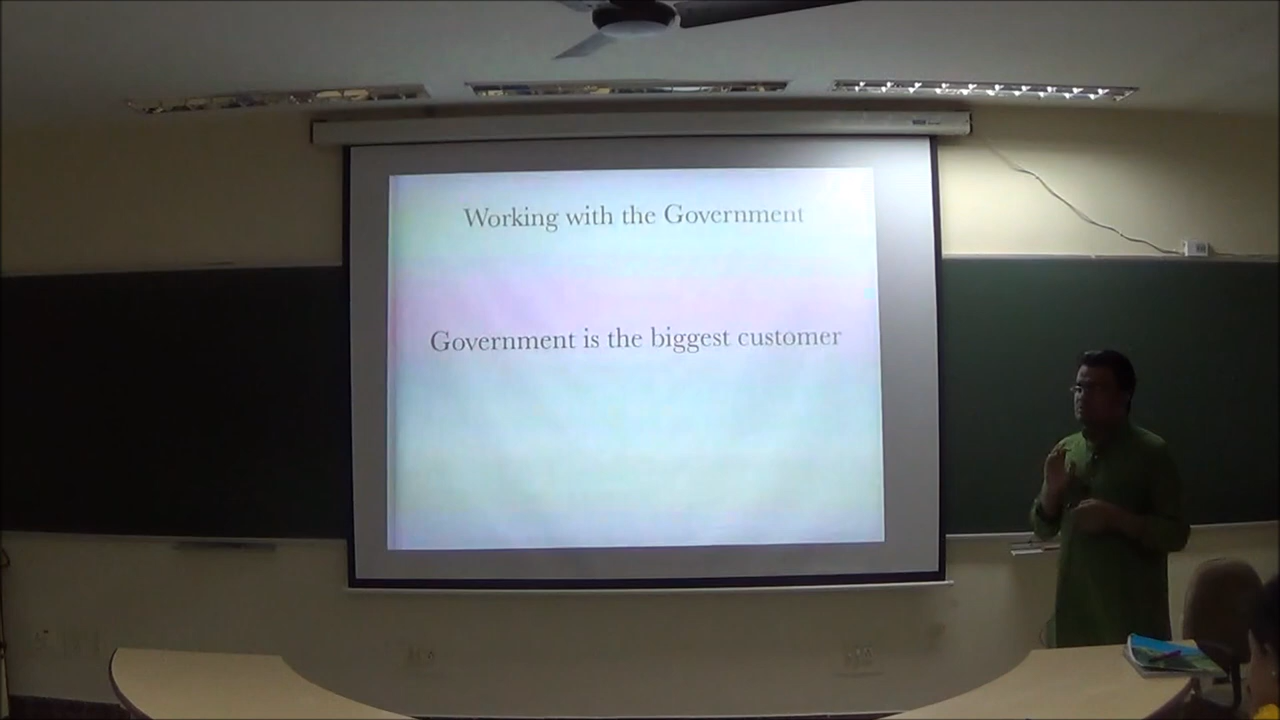 Working with the Government
Government is the biggest customer